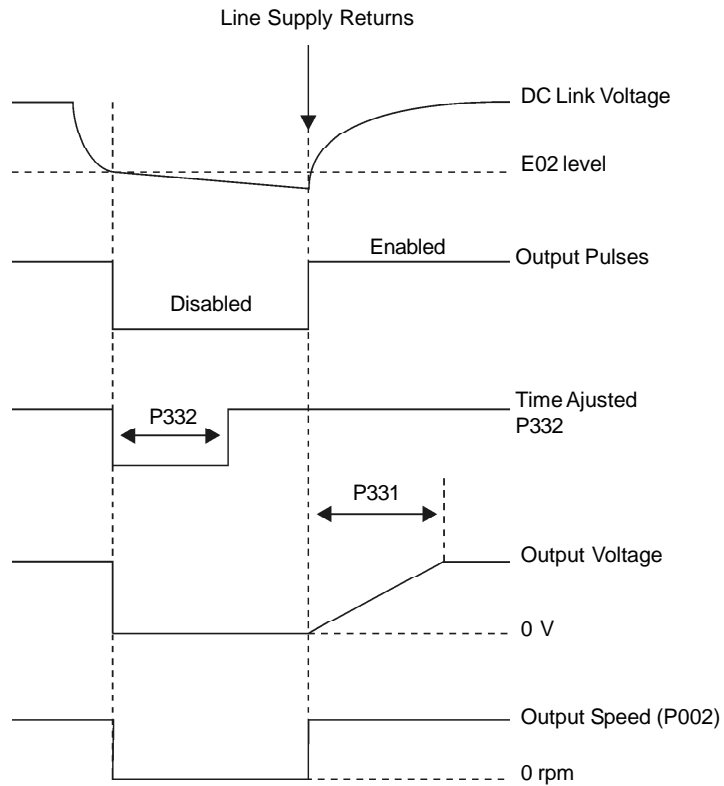 Line Supply Returns
DC Link Voltage
E02 level
Enabled
Output Pulses
Disabled
Time Ajusted
P332
P332
P331
Output Voltage
0 V
Output Speed (P002)
0 rpm